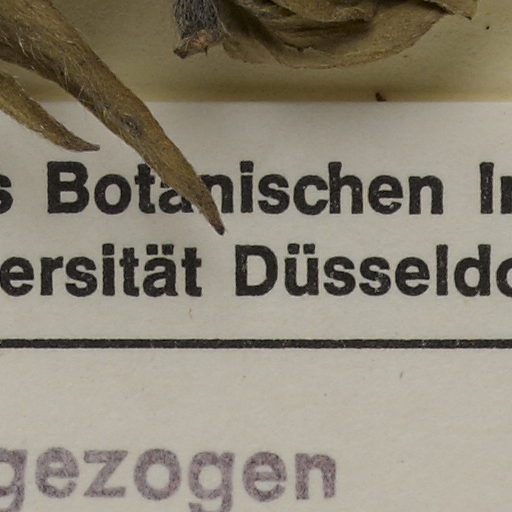 s Botanischen In
ersität Düsseldo
gezogen